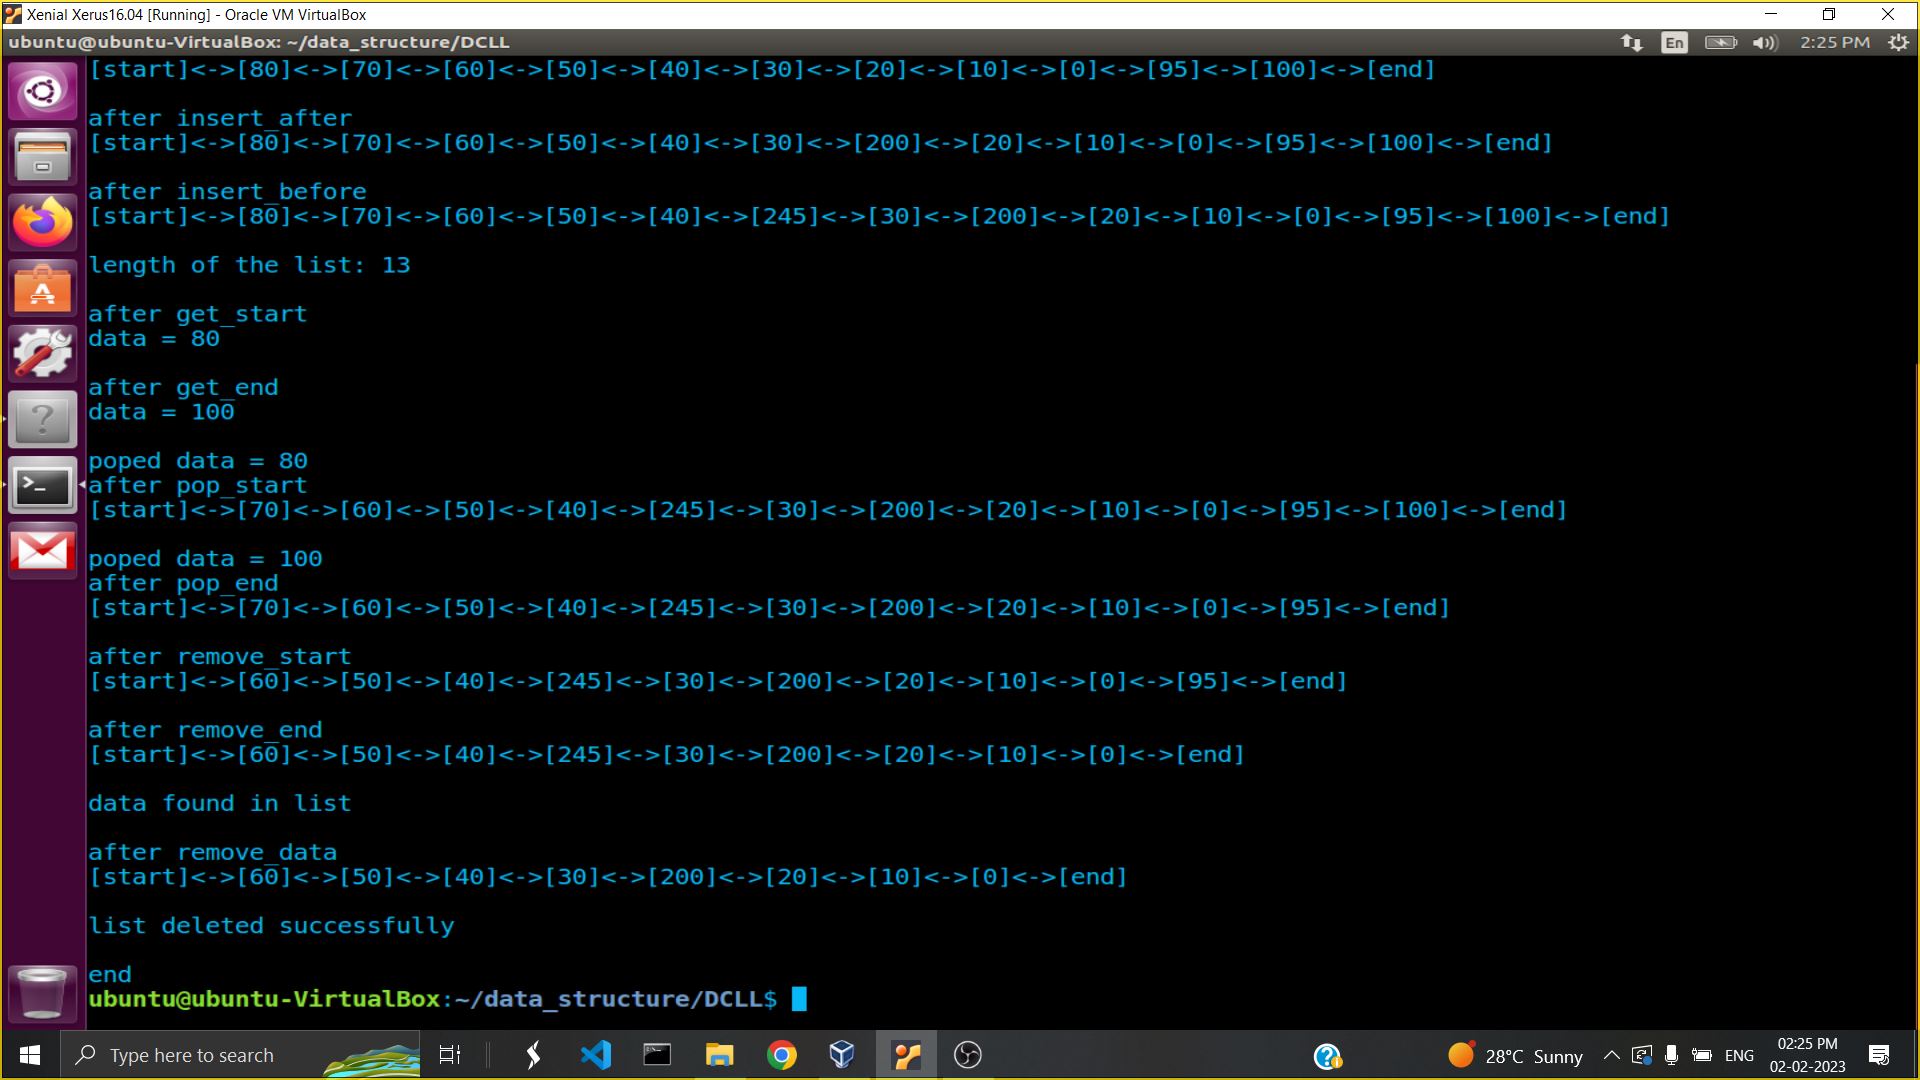 Xenial Xerus16.04 [Running] - Oracle VM VirtualBox
ubuntu@ubuntu-VirtualBox: ~/data_structure/DCLL
En
2:25 PM
[start]<->[80]<->[70]<->[60]<->[50]<->[40]<->[30]<->[20]<->[10]<->[0]<->[95]<->[100]<->[end]
after insert_after
[start]<->[80]<->[70]<->[60]<->[50]<->[40]<->[30]<->[200]<->[20]<->[10]<->[0]<->[95]<->[100]<->[end]
after insert_before
[start]<->[80]<->[70]<->[60]<->[50]<->[40]<->[245]<->[30]<->[200]<->[20]<->[10]<->[0]<->[95]<->[100]<->[end]
length of the list: 13
after get_start
data = 80
after get_end
data = 100
poped data = 80
after pop_start
[start]<->[70]<->[60]<->[50]<->[40]<->[245]<->[30]<->[200]<->[20]<->[10]<->[0]<->[95]<->[100]<->[end]
poped data = 100
after pop_end
[start]<->[70]<->[60]<->[50]<->[40]<->[245]<->[30]<->[200]<->[20]<->[10]<->[0]<->[95]<->[end]
after remove_start
[start]<->[60]<->[50]<->[40]<->[245]<->[30]<->[200]<->[20]<->[10]<->[0]<->[95]<->[end]
after remove_end
[start]<->[60]<->[50]<->[40]<->[245]<->[30]<->[200]<->[20]<->[10]<->[0]<->[end]
data found in list
after remove_data
[start]<->[60]<->[50]<->[40]<->[30]<->[200]<->[20]<->[10]<->[0]<->[end]
list deleted successfully
end
ubuntu@ubuntu-VirtualBox:~/data_structure/DCLL$
Type here to search
28°C Sunny
ENG
02:25 PM
02-02-2023